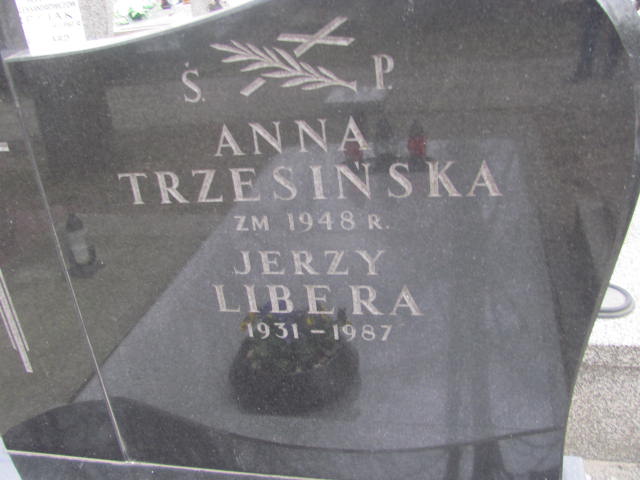 Ś. P.
ANNA
TRZESIŃSKA
ZM 1948 R.
JERZY
LIBERA
1931-1987